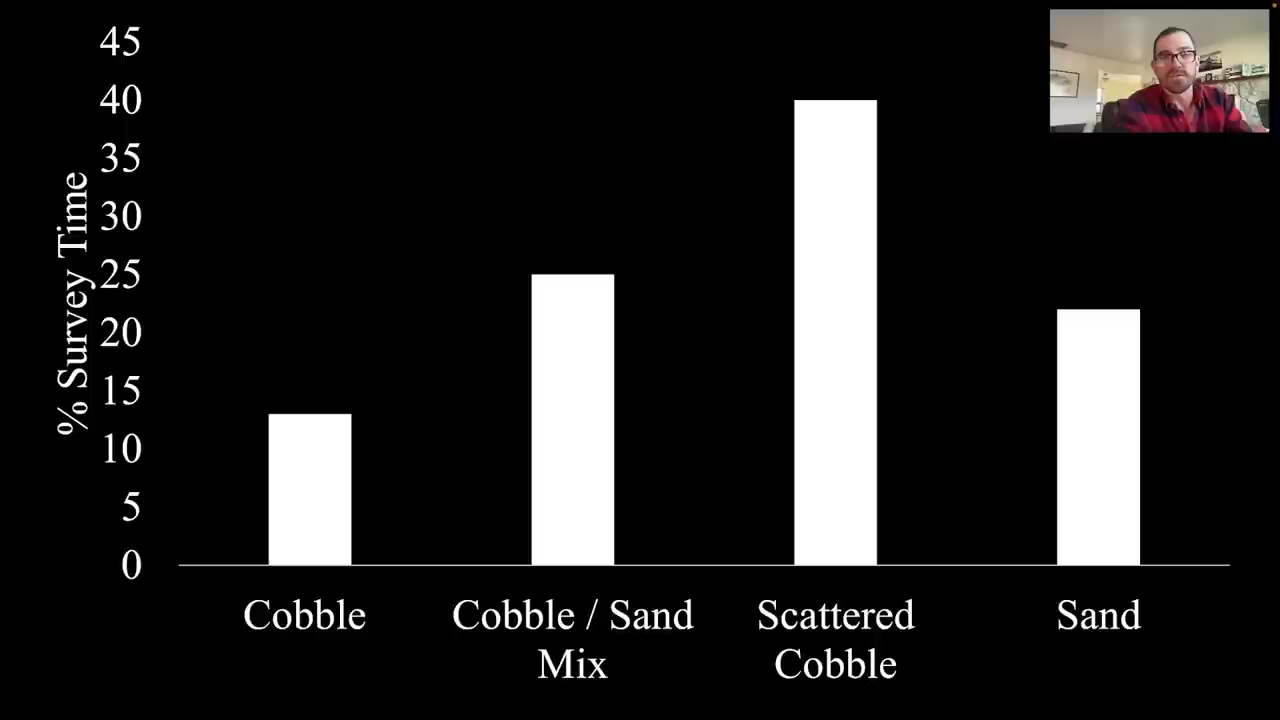 % Survey Time
45
40
35
30
25
20
15
10
5
0
Cobble
Cobble / Sand
Mix
Scattered
Cobble
Sand